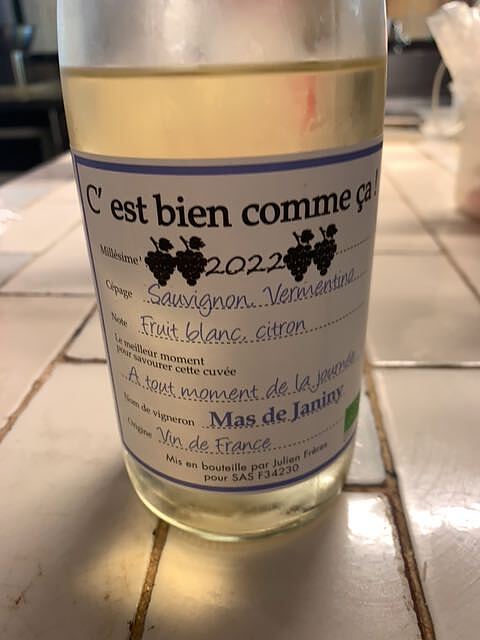 C' est bien comme ça !
Millésime 2022
Cépage Sauvignon, Vermentino
Note Fruit blanc, citron
Le meilleur moment
pour savourer cette cuvée
A tout moment de la journée
Nom de vigneron Mas de Janiny
Origine Vin de France
Mis en bouteille par Julien Frères
pour SAS F34230